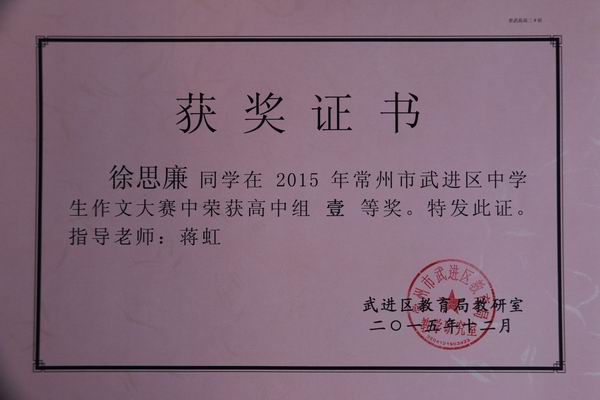 获奖证书
徐思廉 同学在 2015 年常州市武进区中学
生作文大赛中荣获高中组 壹 等奖。特发此证。
指导老师：蒋虹
武进区教育局教研室
二〇一五年十二月